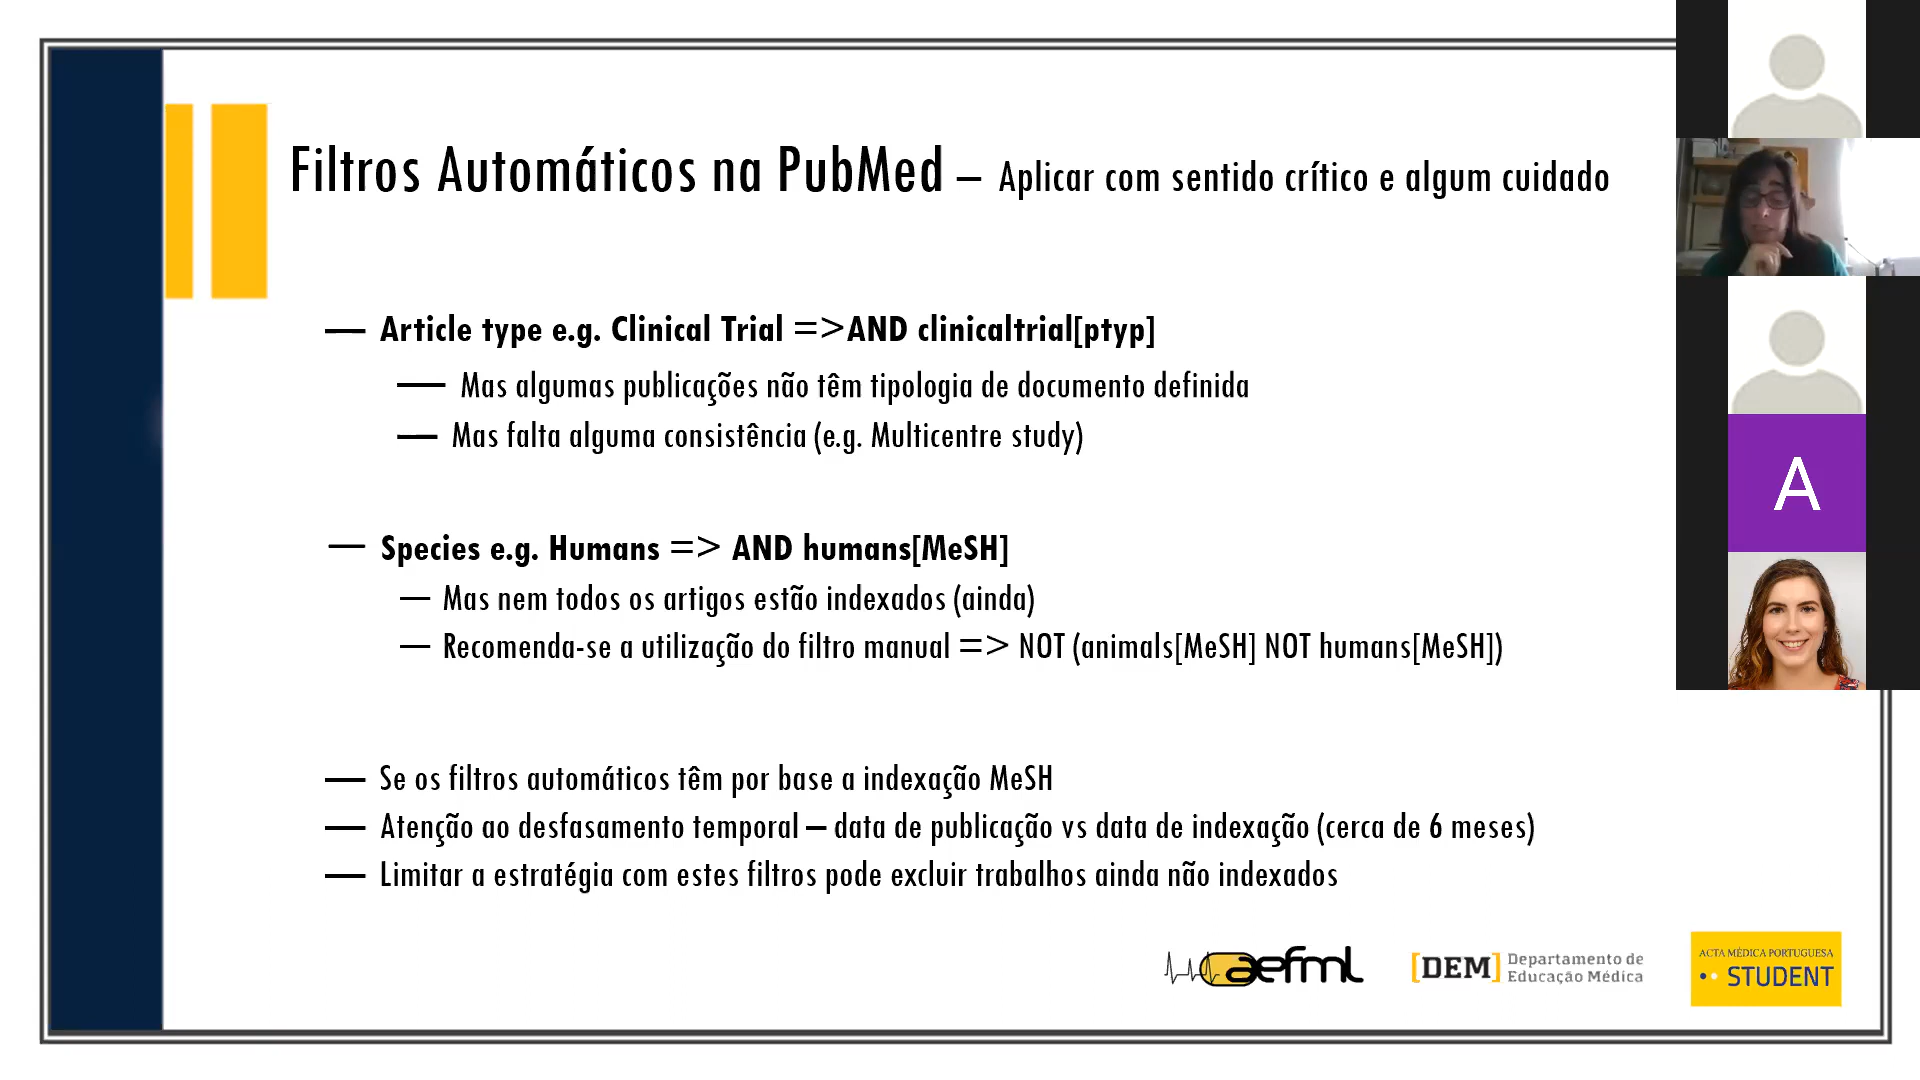 Filtros Automáticos na PubMed – Aplicar com sentido crítico e algum cuidado
— Article type e.g. Clinical Trial =>AND clinicaltrial[ptyp]
— Mas algumas publicações não têm tipologia de documento definida
— Mas falta alguma consistência (e.g. Multicentre study)
— Species e.g. Humans => AND humans[MeSH]
— Mas nem todos os artigos estão indexados (ainda)
— Recomenda-se a utilização do filtro manual => NOT (animals[MeSH] NOT humans[MeSH])
— Se os filtros automáticos têm por base a indexação MeSH
— Atenção ao desfasamento temporal – data de publicação vs data de indexação (cerca de 6 meses)
— Limitar a estratégia com estes filtros pode excluir trabalhos ainda não indexados
A
aefml
[DEM] Departamento de
Educação Médica
ACTA MÉDICA PORTUGUESA
STUDENT